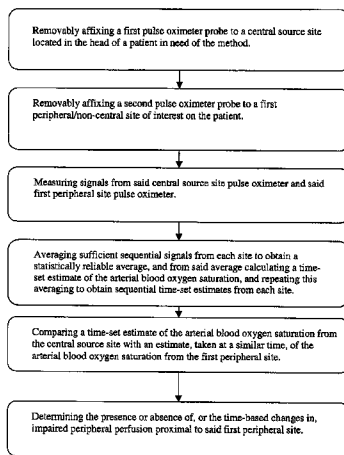 Removably affixing a first pulse oximeter probe to a central source site
located in the head of a patient in need of the method.
Removably affixing a second pulse oximeter probe to a first
peripheral/non-central site of interest on the patient.
Measuring signals from said central source site pulse oximeter and said
first peripheral site pulse oximeter.
Averaging sufficient sequential signals from each site to obtain a
statistically reliable average, and from said average calculating a time-
set estimate of the arterial blood oxygen saturation, and repeating this
averaging to obtain sequential time-set estimates from each site.
Comparing a time-set estimate of the arterial blood oxygen saturation from
the central source site with an estimate, taken at a similar time, of the
arterial blood oxygen saturation from the first peripheral site.
Determining the presence or absence of, or the time-based changes in,
impaired peripheral perfusion proximal to said first peripheral site.